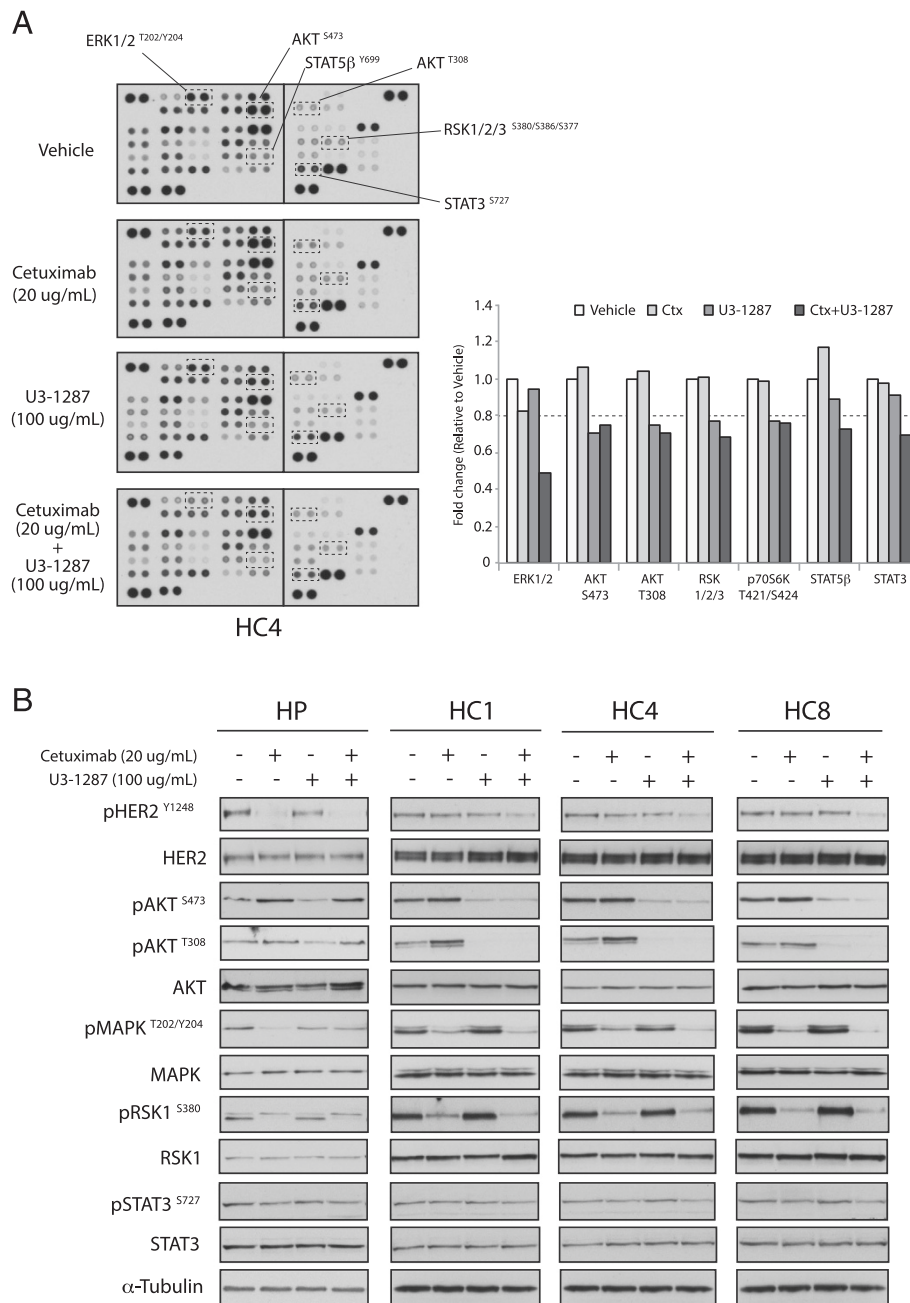 A
ERK1/2 T202/Y204
AKT S473
STAT5β Y699
AKT T308
Vehicle
RSK1/2/3 S380/S386/S377
STAT3 S727
Cetuximab
(20 ug/mL)
U3-1287
(100 ug/mL)
Cetuximab
(20 ug/mL)
+
U3-1287
(100 ug/mL)
HC4
Fold change (Relative to Vehicle)
1.4
1.2
1.0
0.8
0.6
0.4
0.2
0
Vehicle Ctx U3-1287 Ctx+U3-1287
ERK1/2 AKT AKT RSK p70S6K STAT5β STAT3
S473 T308 1/2/3 T421/S424
B
HP HC1 HC4 HC8
Cetuximab (20 ug/mL) - + - + - + - + - + - + - + - +
U3-1287 (100 ug/mL) - - + + - - + + - - + + - - + +
pHER2 Y1248
HER2
pAKT S473
pAKT T308
AKT
pMAPK T202/Y204
MAPK
pRSK1 S380
RSK1
pSTAT3 S727
STAT3
α-Tubulin